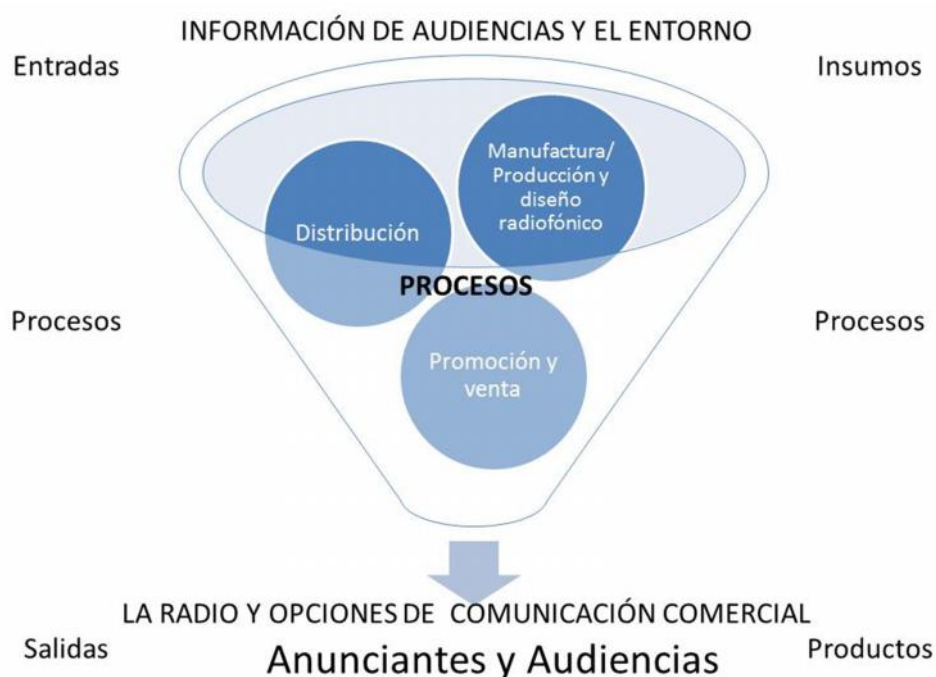 INFORMACIÓN DE AUDIENCIAS Y EL ENTORNO
Entradas
Insumos
Manufactura/
Producción y
diseño
radiofónico
Distribución
PROCESOS
Procesos
Procesos
Promoción y
venta
LA RADIO Y OPCIONES DE COMUNICACIÓN COMERCIAL
Salidas
Anunciantes y Audiencias
Productos